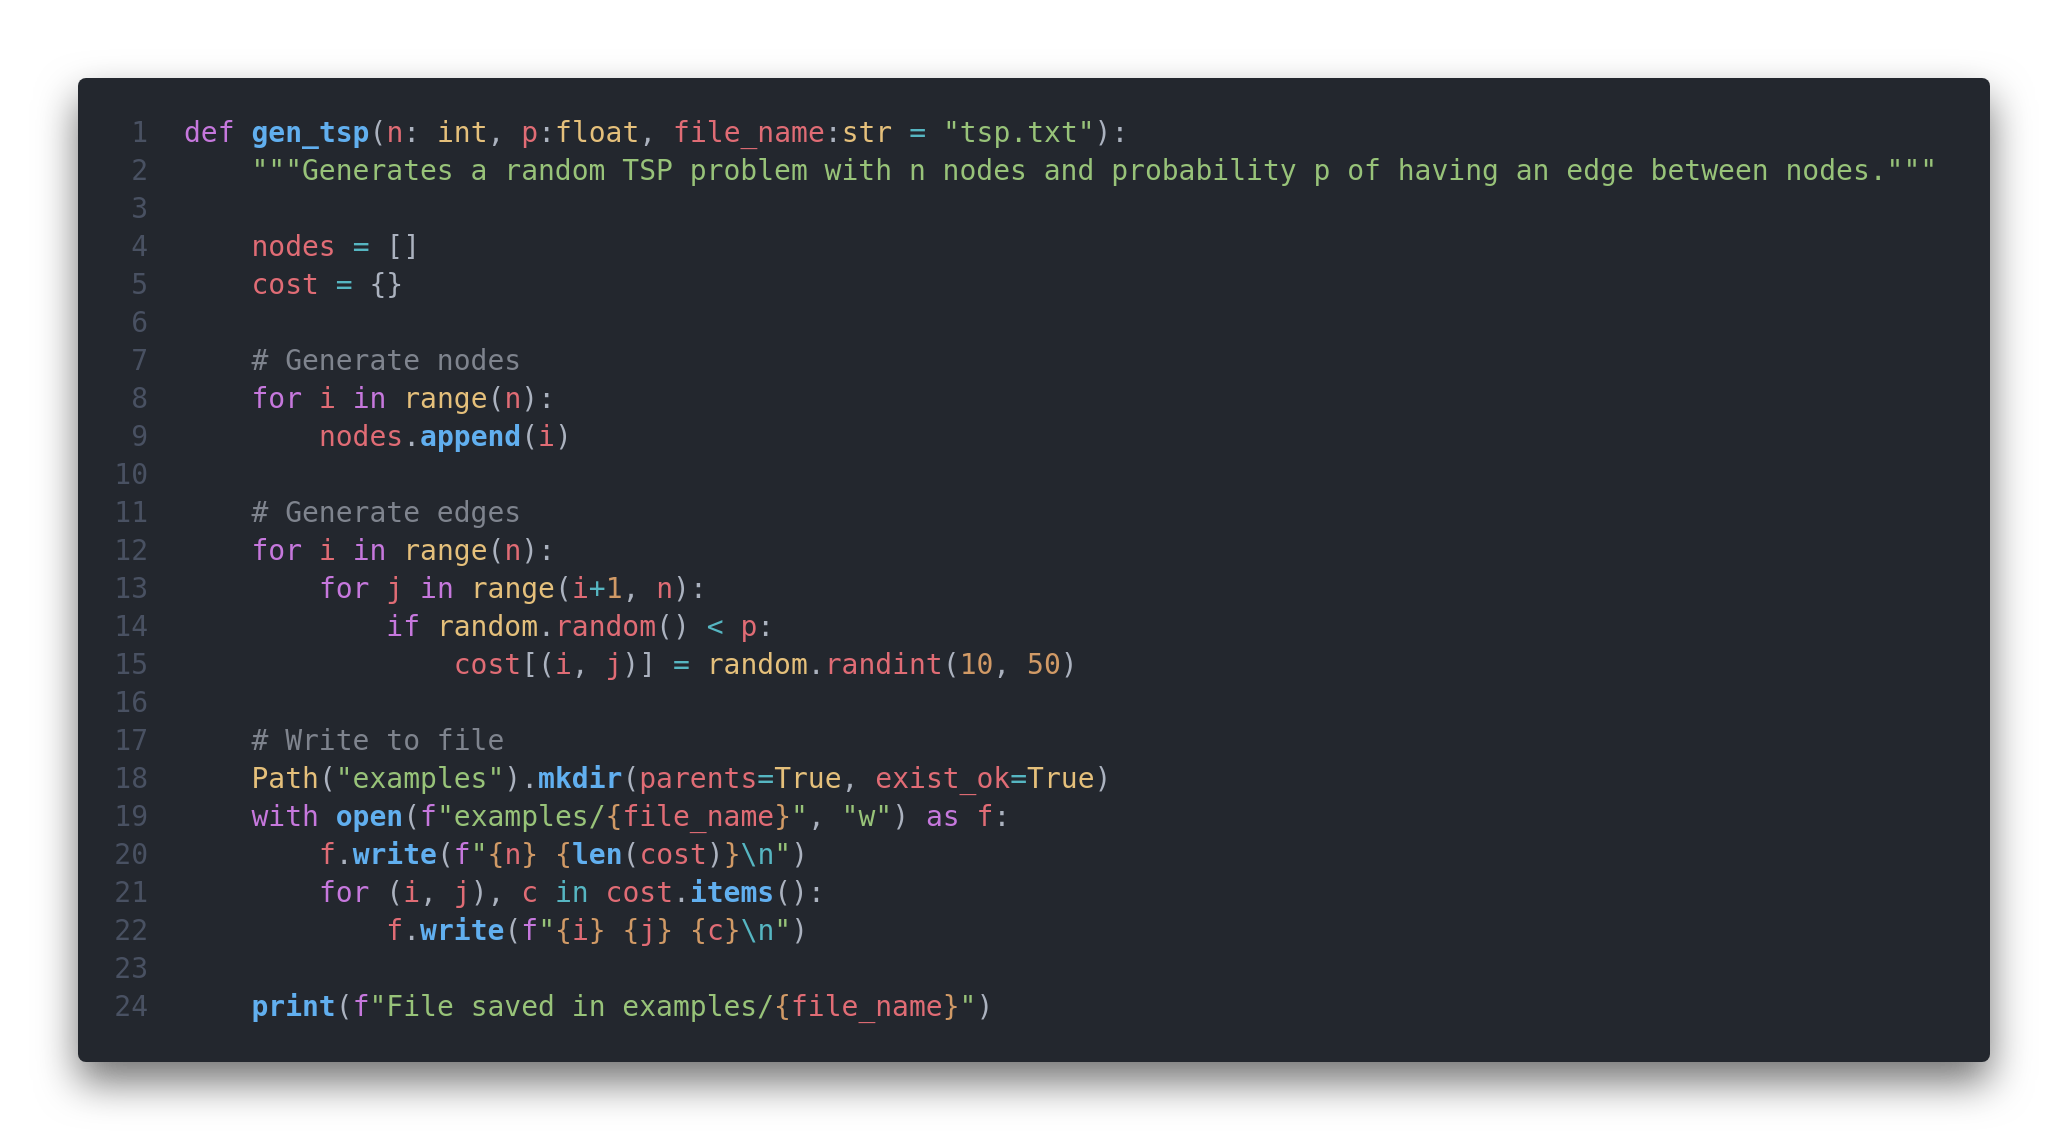 1 def gen_tsp(n: int, p:float, file_name:str = "tsp.txt"):
2     """Generates a random TSP problem with n nodes and probability p of having an edge between nodes."""
3
4     nodes = []
5     cost = {}
6
7     # Generate nodes
8     for i in range(n):
9         nodes.append(i)
10
11     # Generate edges
12     for i in range(n):
13         for j in range(i+1, n):
14             if random.random() < p:
15                 cost[(i, j)] = random.randint(10, 50)
16
17     # Write to file
18     Path("examples").mkdir(parents=True, exist_ok=True)
19     with open(f"examples/{file_name}", "w") as f:
20         f.write(f"{n} {len(cost)}\n")
21         for (i, j), c in cost.items():
22             f.write(f"{i} {j} {c}\n")
23
24     print(f"File saved in examples/{file_name}")